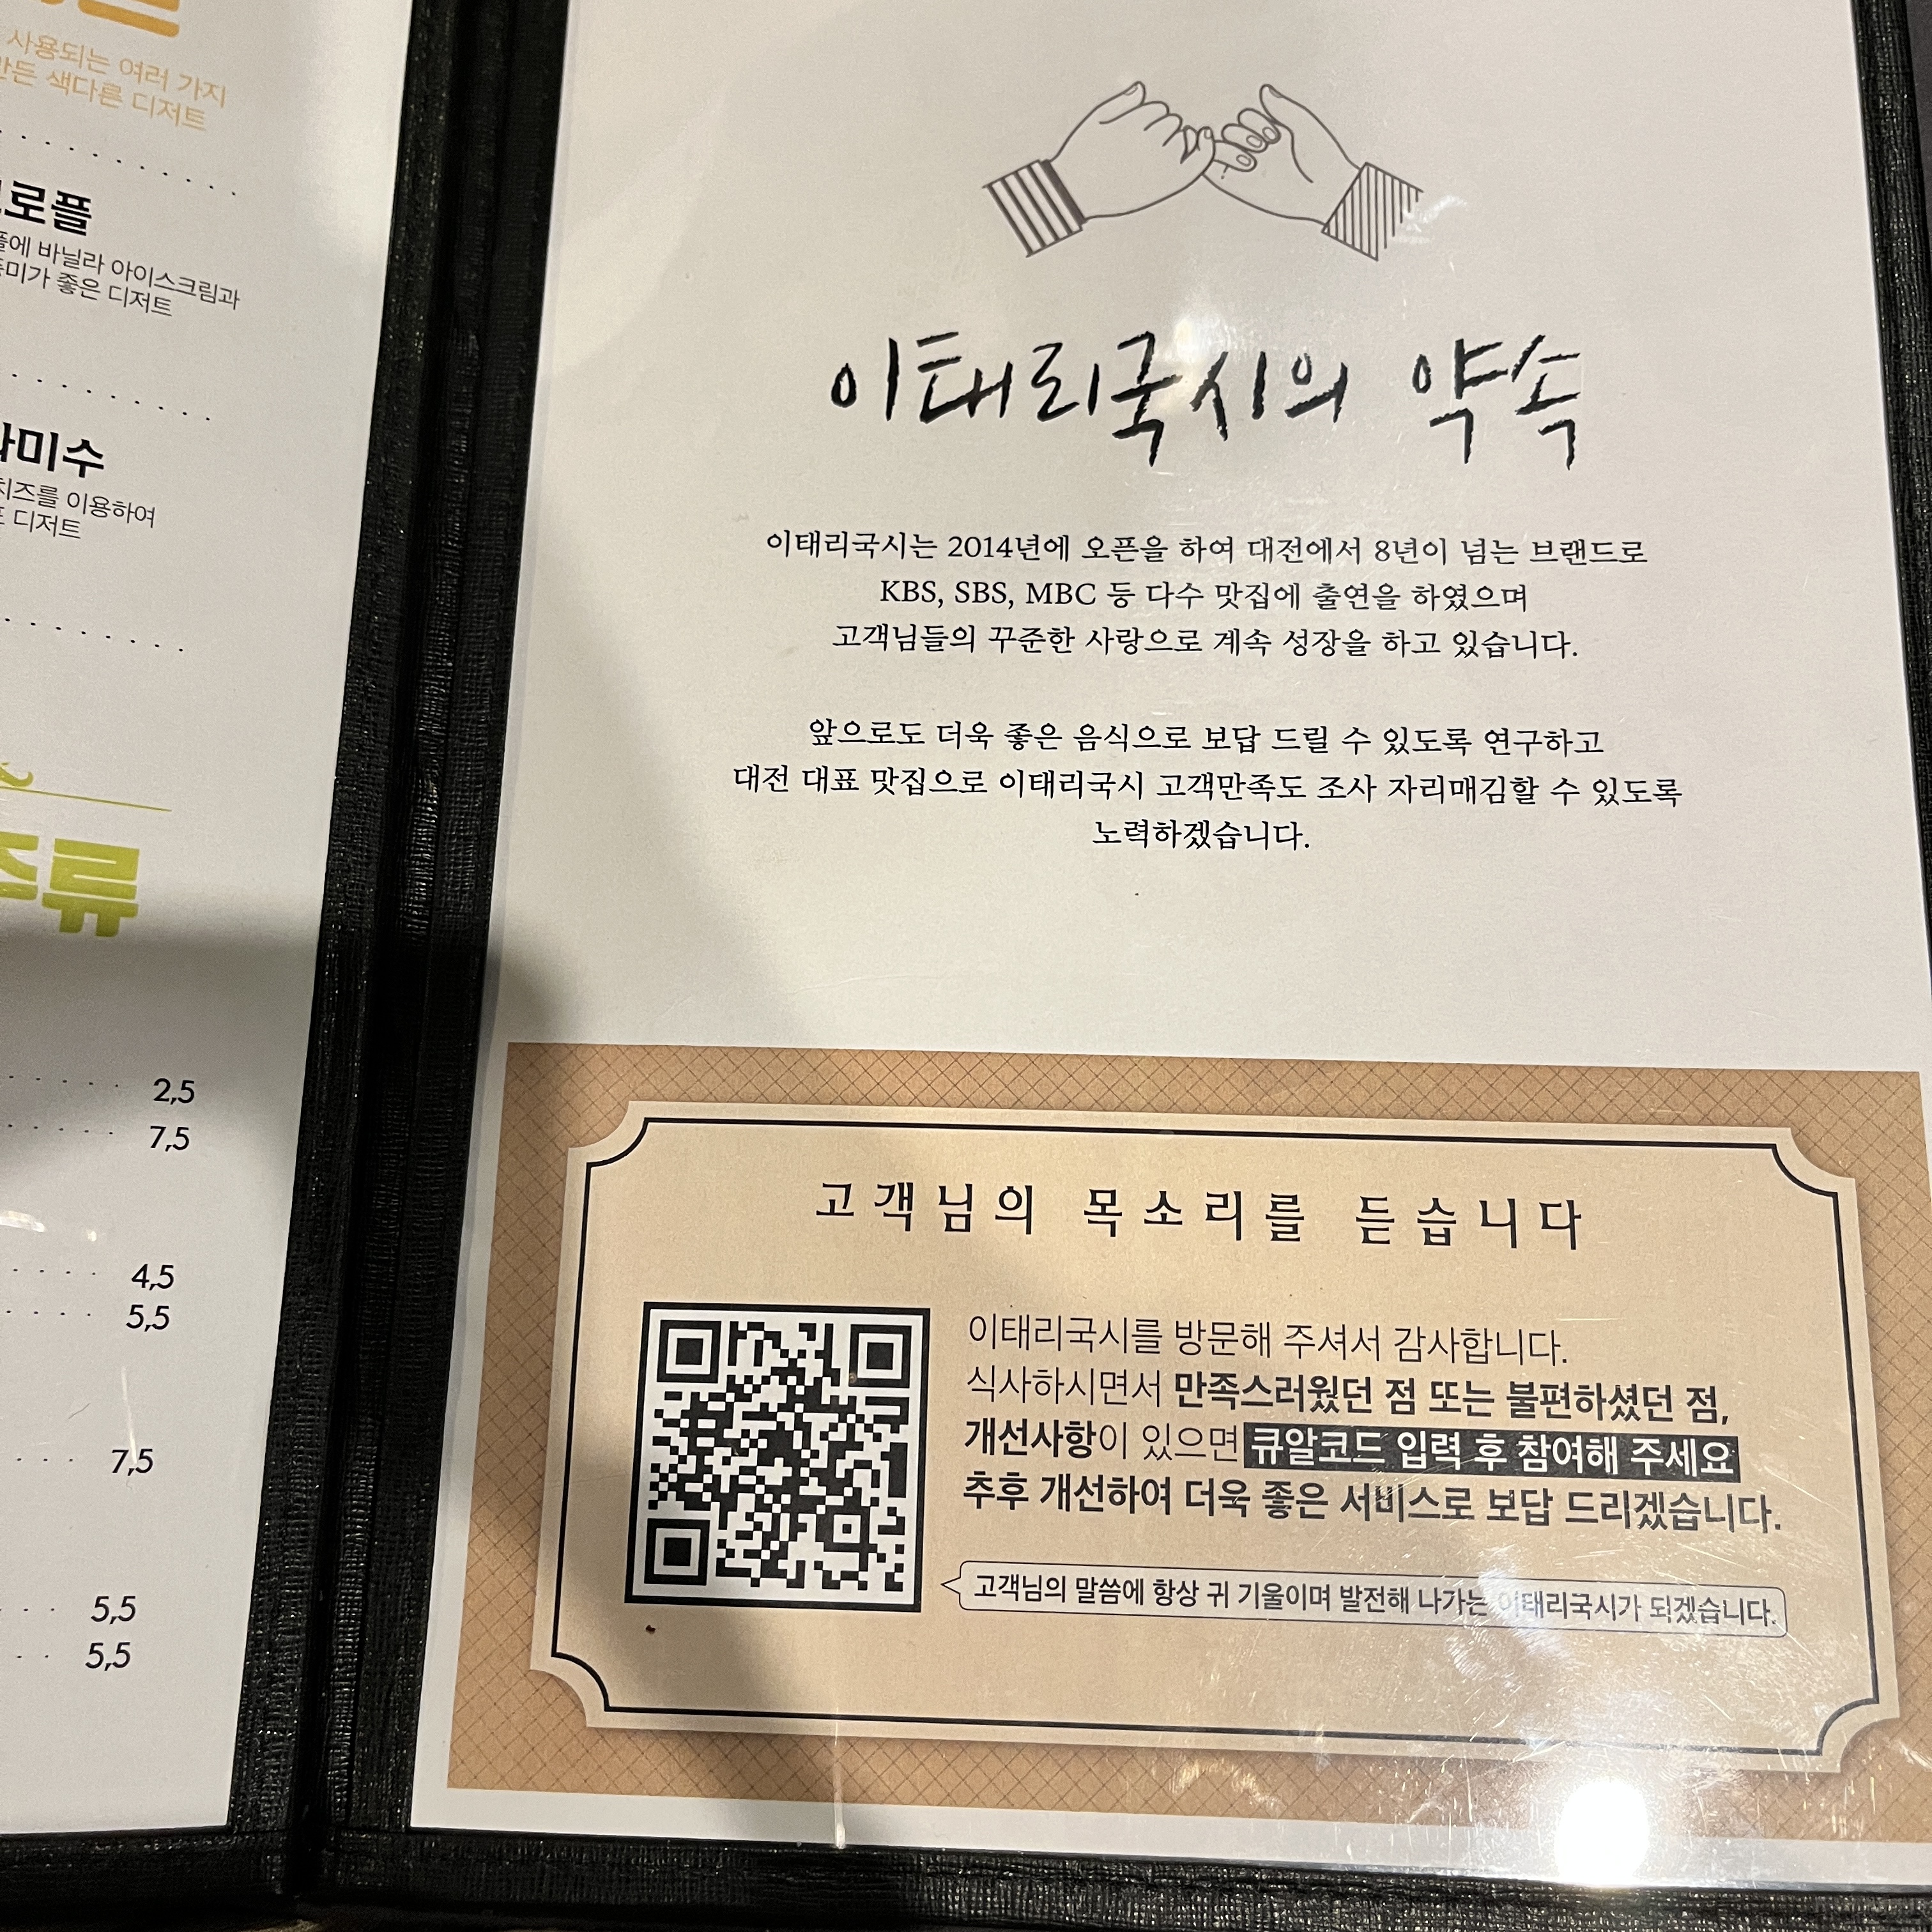 사용되는 여러 가지
만든 색다른 디저트
로플
플에 바닐라 아이스크림과
풍미가 좋은 디저트
라미수
치즈를 이용하여
디저트
주류
2,5
7,5
4,5
5,5
7,5
5,5
5,5
이태리국시의 약속
이태리국시는 2014년에 오픈을 하여 대전에서 8년이 넘는 브랜드로
KBS, SBS, MBC 등 다수 맛집에 출연을 하였으며
고객님들의 꾸준한 사랑으로 계속 성장을 하고 있습니다.
앞으로도 더욱 좋은 음식으로 보답 드릴 수 있도록 연구하고
대전 대표 맛집으로 이태리국시 고객만족도 조사 자리매김할 수 있도록
노력하겠습니다.
고객님의 목소리를 듣습니다
이태리국시를 방문해 주셔서 감사합니다.
식사하시면서 만족스러웠던 점 또는 불편하셨던 점,
개선사항이 있으면 큐알코드 입력 후 참여해 주세요
추후 개선하여 더욱 좋은 서비스로 보답 드리겠습니다.
고객님의 말씀에 항상 귀 기울이며 발전해 나가는 이태리국시가 되겠습니다.